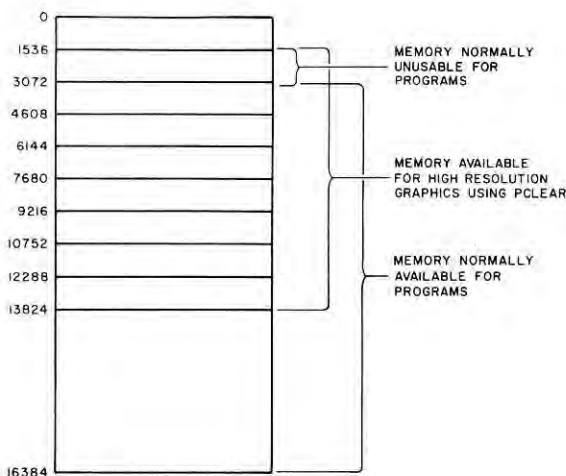 0
1536
3072
4608
6144
7680
9216
10752
12288
13824
16384
MEMORY NORMALLY
UNUSABLE FOR
PROGRAMS
MEMORY AVAILABLE
FOR HIGH RESOLUTION
GRAPHICS USING PCLEAR
MEMORY NORMALLY
AVAILABLE FOR
PROGRAMS